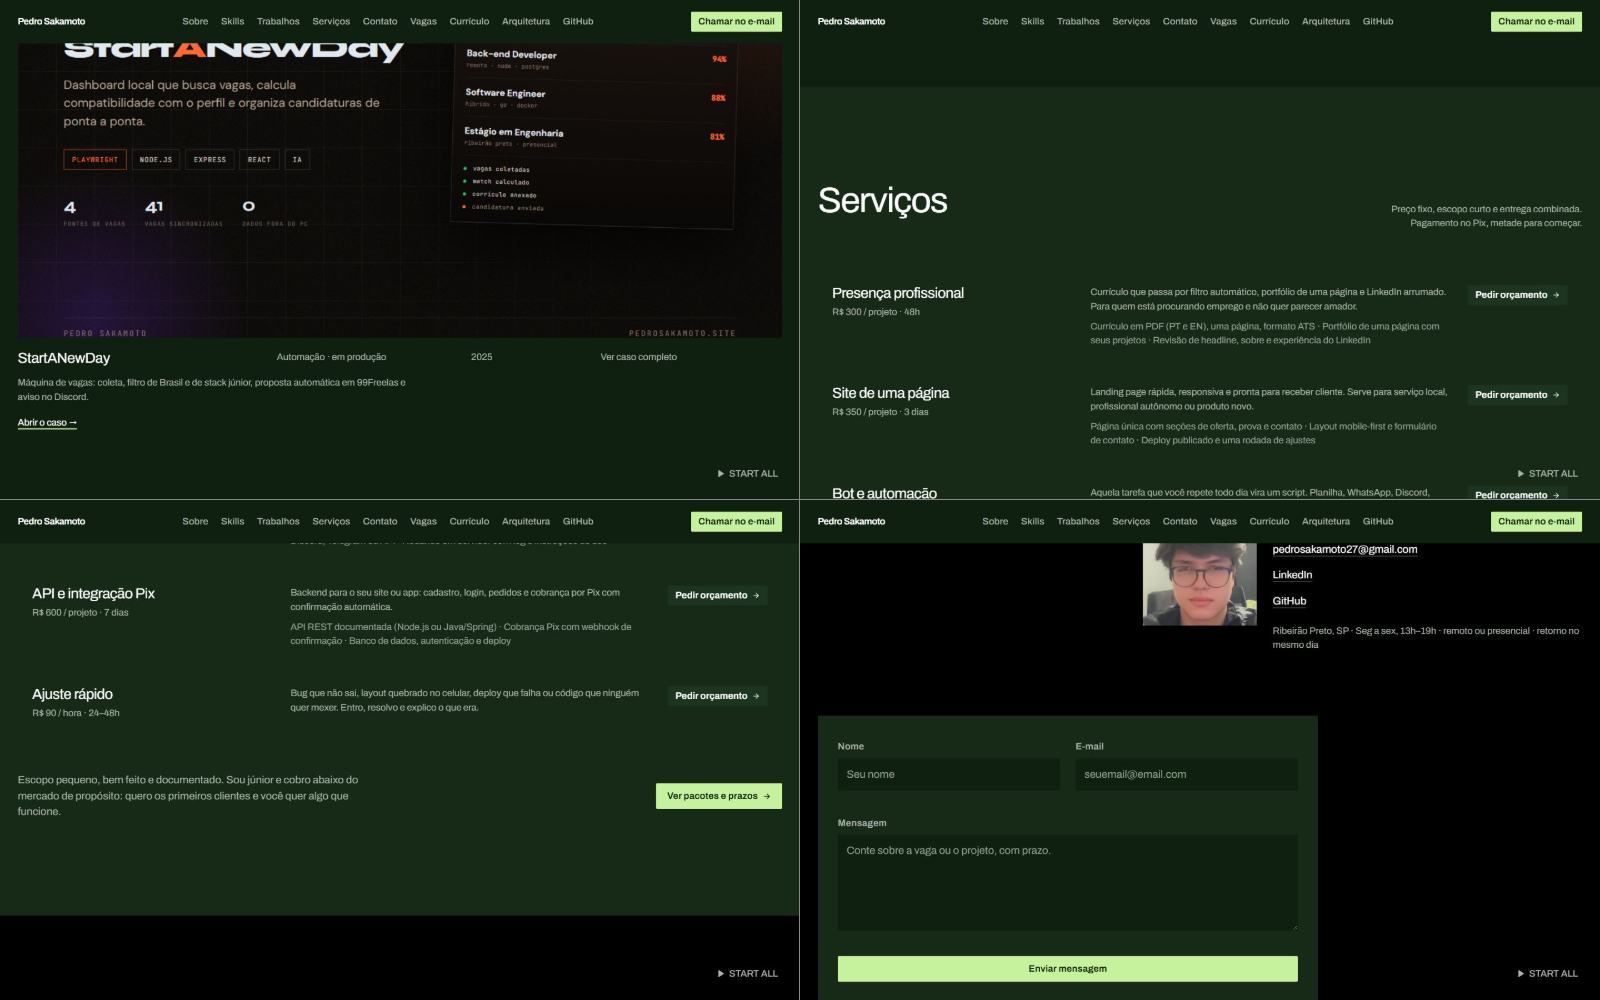 Pedro Sakamoto
Sobre Skills Trabalhos Serviços Contato Vagas Currículo Arquitetura GitHub
Chamar no e-mail
StartANewDay
Dashboard local que busca vagas, calcula
compatibilidade com o perfil e organiza candidaturas de
ponta a ponta.
PLAYWRIGHT NODE.JS EXPRESS REACT IA
4 41 0
FONTES DE VAGAS VAGAS SINCRONIZADAS DADOS FORA DO PC
Back-end Developer 94%
remoto · node · postgres
Software Engineer 88%
híbrido · go · docker
Estágio em Engenharia 81%
ribeirão preto · presencial
vagas coletadas
match calculado
currículo anexado
candidatura enviada
PEDRO SAKAMOTO PEDROSAKAMOTO.SITE
StartANewDay Automação · em produção 2025 Ver caso completo
Máquina de vagas: coleta, filtro de Brasil e de stack júnior, proposta automática em 99Freelas e
aviso no Discord.
Abrir o caso →
▶ START ALL
Pedro Sakamoto
Sobre Skills Trabalhos Serviços Contato Vagas Currículo Arquitetura GitHub
Chamar no e-mail
Serviços
Preço fixo, escopo curto e entrega combinada.
Pagamento no Pix, metade para começar.
Presença profissional
R$ 300 / projeto · 48h
Currículo que passa por filtro automático, portfólio de uma página e LinkedIn arrumado.
Para quem está procurando emprego e não quer parecer amador.
Currículo em PDF (PT e EN), uma página, formato ATS · Portfólio de uma página com
seus projetos · Revisão de headline, sobre e experiência do LinkedIn
Pedir orçamento →
Site de uma página
R$ 350 / projeto · 3 dias
Landing page rápida, responsiva e pronta para receber cliente. Serve para serviço local,
profissional autônomo ou produto novo.
Página única com seções de oferta, prova e contato · Layout mobile-first e formulário
de contato · Deploy publicado e uma rodada de ajustes
Pedir orçamento →
▶ START ALL
Bot e automação
Aquela tarefa que você repete todo dia vira um script. Planilha, WhatsApp, Discord,
Pedir orçamento →
Pedro Sakamoto
Sobre Skills Trabalhos Serviços Contato Vagas Currículo Arquitetura GitHub
Chamar no e-mail
API e integração Pix
R$ 600 / projeto · 7 dias
Backend para o seu site ou app: cadastro, login, pedidos e cobrança por Pix com
confirmação automática.
API REST documentada (Node.js ou Java/Spring) · Cobrança Pix com webhook de
confirmação · Banco de dados, autenticação e deploy
Pedir orçamento →
Ajuste rápido
R$ 90 / hora · 24–48h
Bug que não sai, layout quebrado no celular, deploy que falha ou código que ninguém
quer mexer. Entro, resolvo e explico o que era.
Pedir orçamento →
Escopo pequeno, bem feito e documentado. Sou júnior e cobro abaixo do
mercado de propósito: quero os primeiros clientes e você quer algo que
funcione.
Ver pacotes e prazos →
▶ START ALL
Pedro Sakamoto
Sobre Skills Trabalhos Serviços Contato Vagas Currículo Arquitetura GitHub
Chamar no e-mail
pedrosakamoto27@gmail.com
LinkedIn
GitHub
Ribeirão Preto, SP · Seg a sex, 13h–19h · remoto ou presencial · retorno no
mesmo dia
Nome E-mail
Seu nome seuemail@email.com
Mensagem
Conte sobre a vaga ou o projeto, com prazo.
Enviar mensagem
▶ START ALL